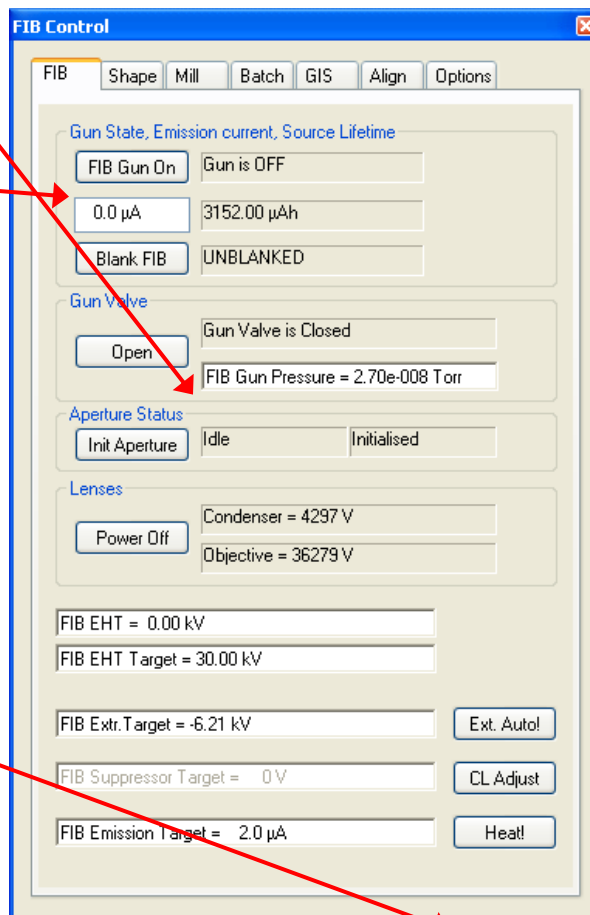 FIB Control
FIB Shape Mill Batch GIS Align Options
Gun State, Emission current, Source Lifetime
FIB Gun On Gun is OFF
0.0 µA 3152.00 µAh
Blank FIB UNBLANKED
Gun Valve
Gun Valve is Closed
Open
FIB Gun Pressure = 2.70e-008 Torr
Aperture Status
Init Aperture Idle Initialised
Lenses
Condenser = 4297 V
Power Off
Objective = 36279 V
FIB EHT = 0.00 kV
FIB EHT Target = 30.00 kV
FIB Extr.Target = -6.21 kV Ext. Auto!
FIB Suppressor Target = 0 V CL Adjust
FIB Emission Target = 2.0 µA Heat!